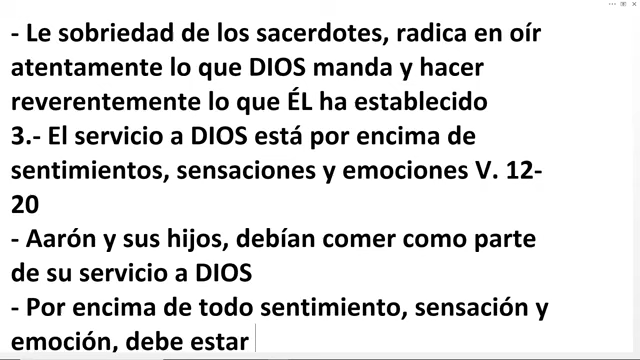 - Le sobriedad de los sacerdotes, radica en oír
atentamente lo que DIOS manda y hacer
reverentemente lo que ÉL ha establecido
3.- El servicio a DIOS está por encima de
sentimientos, sensaciones y emociones V. 12-
20
- Aarón y sus hijos, debían comer como parte
de su servicio a DIOS
- Por encima de todo sentimiento, sensación y
emoción, debe estar